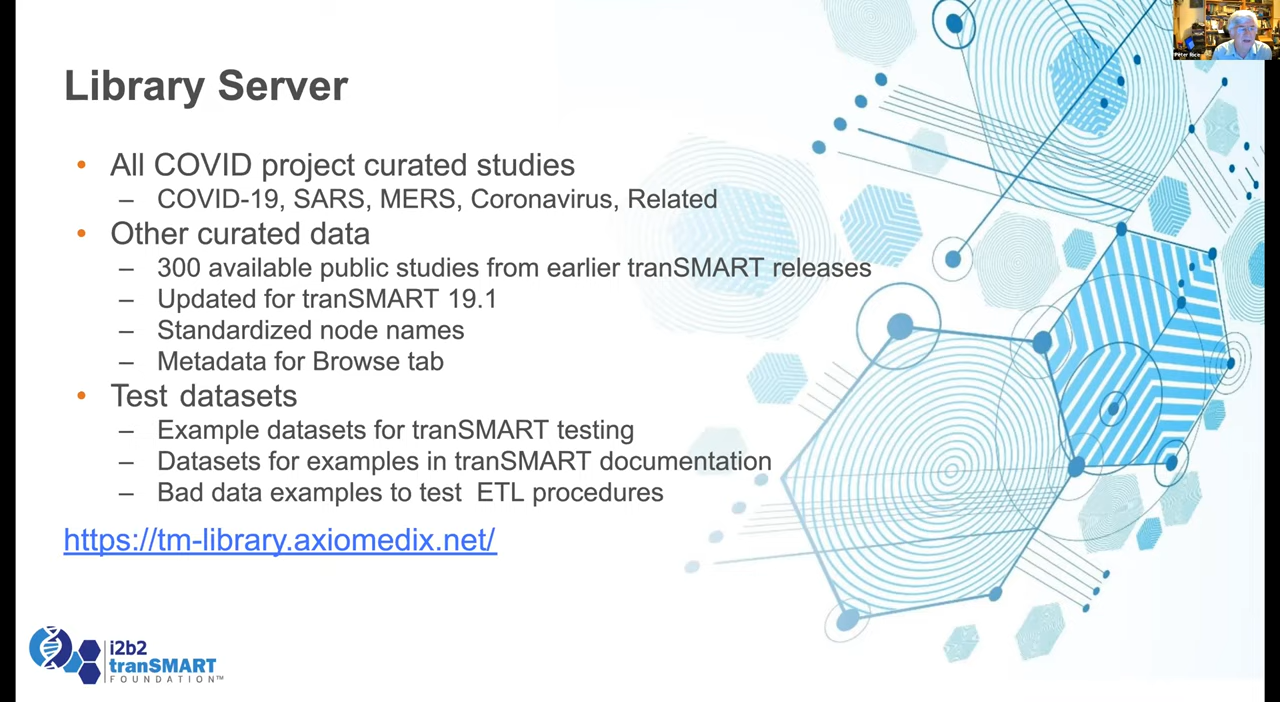 Peter Rice
Library Server
• All COVID project curated studies
– COVID-19, SARS, MERS, Coronavirus, Related
• Other curated data
– 300 available public studies from earlier tranSMART releases
– Updated for tranSMART 19.1
– Standardized node names
– Metadata for Browse tab
• Test datasets
– Example datasets for tranSMART testing
– Datasets for examples in tranSMART documentation
– Bad data examples to test ETL procedures
https://tm-library.axiomedix.net/
i2b2
tranSMART
FOUNDATION™